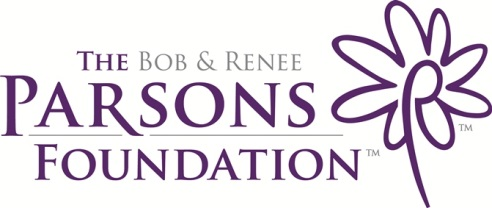 THE BOB & RENEE
PARSONS
FOUNDATION™
™